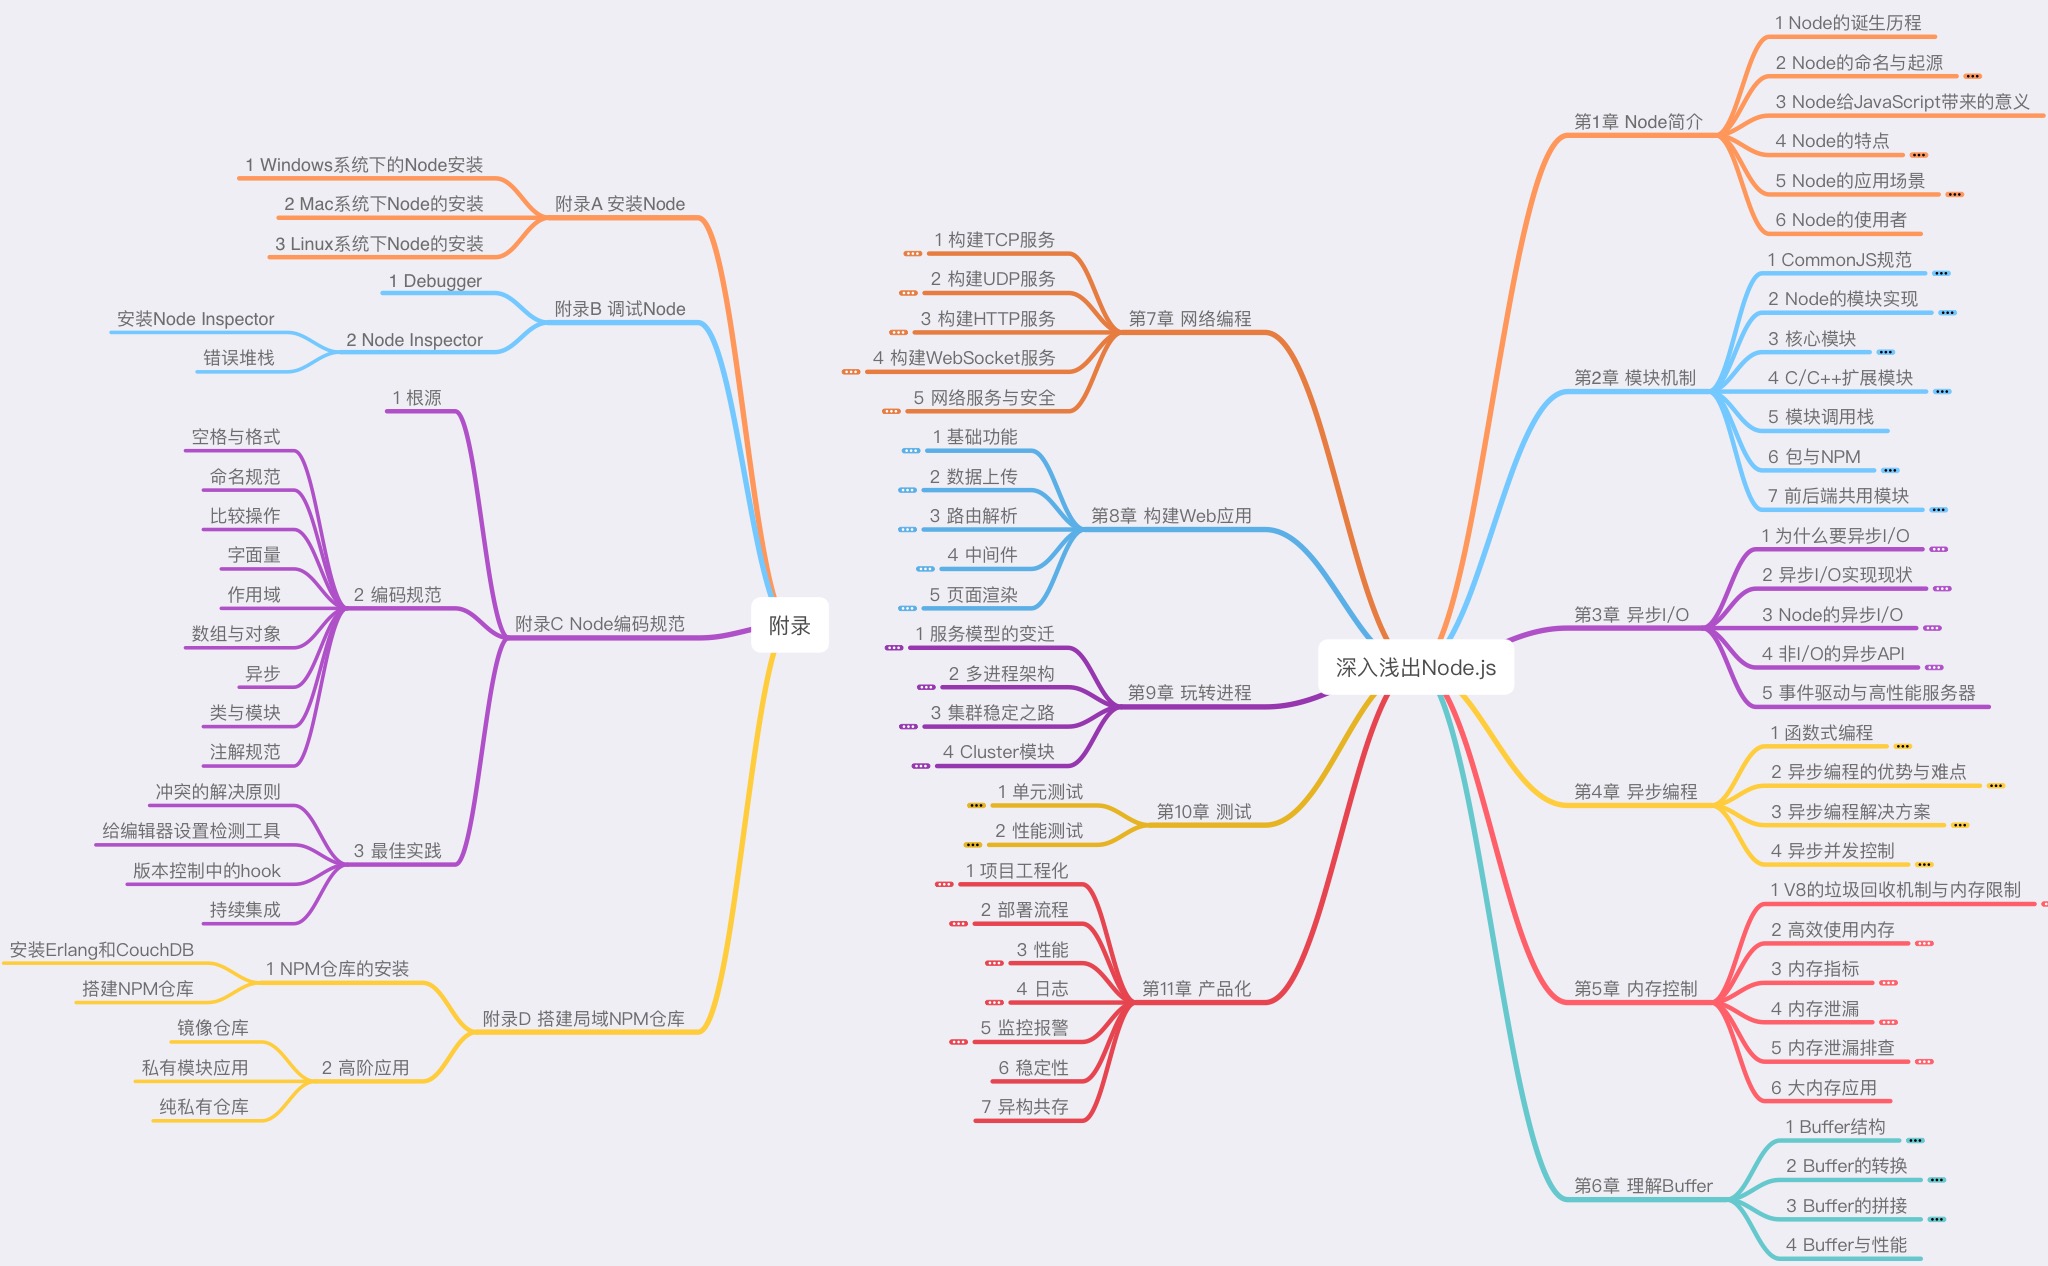 深入浅出Node.js
第1章 Node简介
1 Node的诞生历程
2 Node的命名与起源
3 Node给JavaScript带来的意义
4 Node的特点
5 Node的应用场景
6 Node的使用者
第2章 模块机制
1 CommonJS规范
2 Node的模块实现
3 核心模块
4 C/C++扩展模块
5 模块调用栈
6 包与NPM
7 前后端共用模块
第3章 异步I/O
1 为什么要异步I/O
2 异步I/O实现现状
3 Node的异步I/O
4 非I/O的异步API
5 事件驱动与高性能服务器
第4章 异步编程
1 函数式编程
2 异步编程的优势与难点
3 异步编程解决方案
4 异步并发控制
第5章 内存控制
1 V8的垃圾回收机制与内存限制
2 高效使用内存
3 内存指标
4 内存泄漏
5 内存泄漏排查
6 大内存应用
第6章 理解Buffer
1 Buffer结构
2 Buffer的转换
3 Buffer的拼接
4 Buffer与性能
第7章 网络编程
1 构建TCP服务
2 构建UDP服务
3 构建HTTP服务
4 构建WebSocket服务
5 网络服务与安全
第8章 构建Web应用
1 基础功能
2 数据上传
3 路由解析
4 中间件
5 页面渲染
第9章 玩转进程
1 服务模型的变迁
2 多进程架构
3 集群稳定之路
4 Cluster模块
第10章 测试
1 单元测试
2 性能测试
第11章 产品化
1 项目工程化
2 部署流程
3 性能
4 日志
5 监控报警
6 稳定性
7 异构共存
附录
附录A 安装Node
1 Windows系统下的Node安装
2 Mac系统下Node的安装
3 Linux系统下Node的安装
附录B 调试Node
1 Debugger
2 Node Inspector
安装Node Inspector
错误堆栈
附录C Node编码规范
1 根源
2 编码规范
空格与格式
命名规范
比较操作
字面量
作用域
数组与对象
异步
类与模块
注解规范
3 最佳实践
冲突的解决原则
给编辑器设置检测工具
版本控制中的hook
持续集成
附录D 搭建局域NPM仓库
1 NPM仓库的安装
安装Erlang和CouchDB
搭建NPM仓库
2 高阶应用
镜像仓库
私有模块应用
纯私有仓库